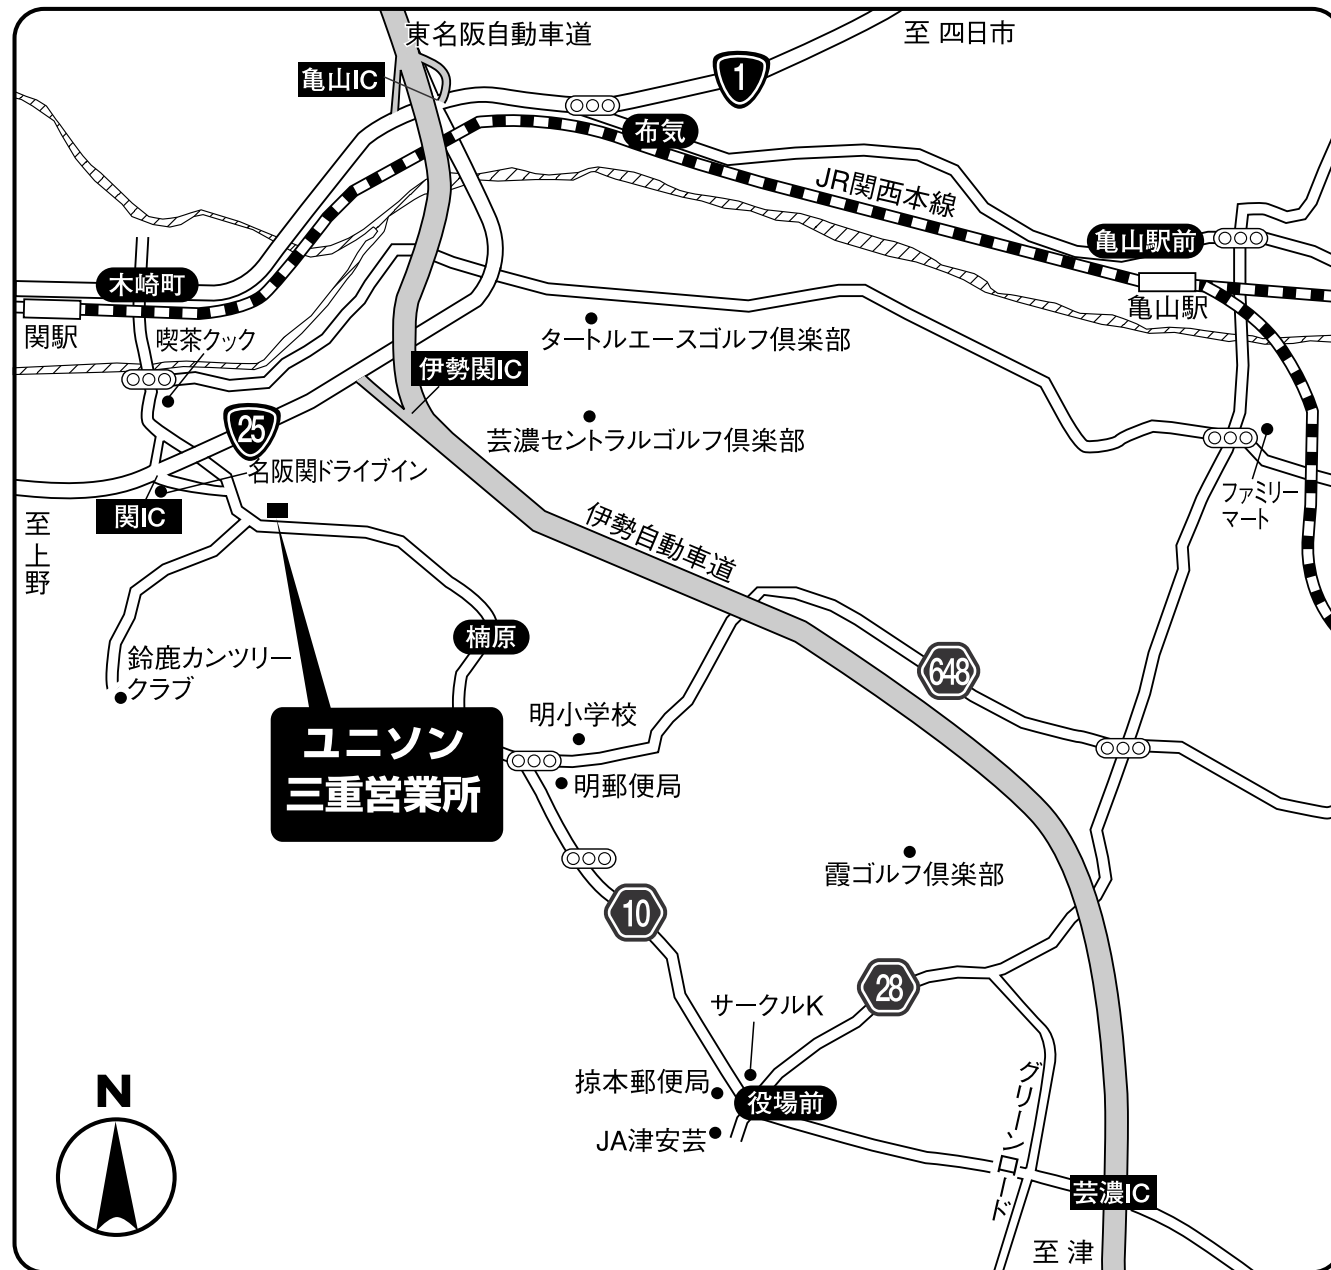 東名阪自動車道
至 四日市
亀山IC
1
布気
JR関西本線
亀山駅前
木崎町
亀山駅
関駅
喫茶クック
タートルエースゴルフ倶楽部
伊勢関IC
25
芸濃セントラルゴルフ倶楽部
名阪関ドライブイン
ファミリー
マート
関IC
至上野
伊勢自動車道
楠原
鈴鹿カンツリー
クラブ
648
明小学校
ユニソン
三重営業所
明郵便局
霞ゴルフ倶楽部
10
28
サークルK
グリーンロード
椋本郵便局
役場前
JA津安芸
N
芸濃IC
至 津